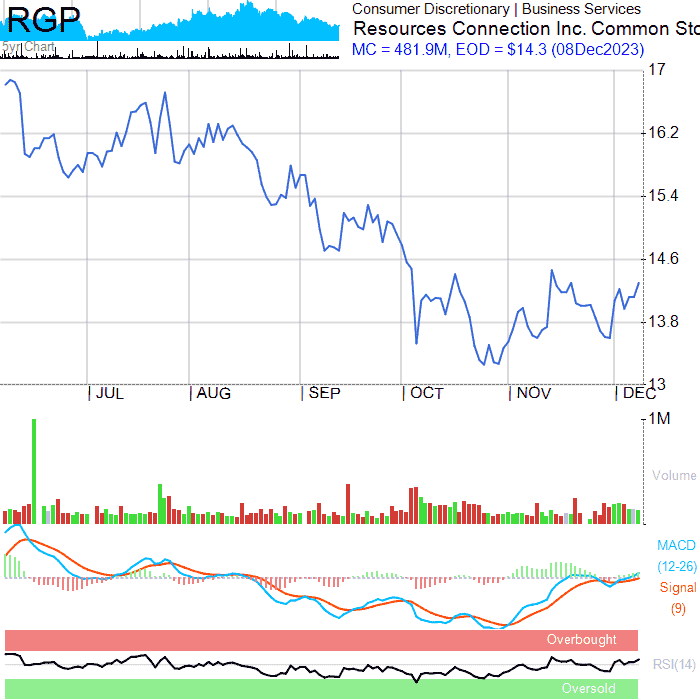 RGP
5yr Chart
Consumer Discretionary | Business Services
Resources Connection Inc. Common Sto
MC = 481.9M, EOD = $14.3 (08Dec2023)
17
16.2
15.4
14.6
13.8
13
JUL AUG SEP OCT NOV DEC
1M
Volume
MACD
(12-26)
Signal
(9)
Overbought
RSI(14)
Oversold